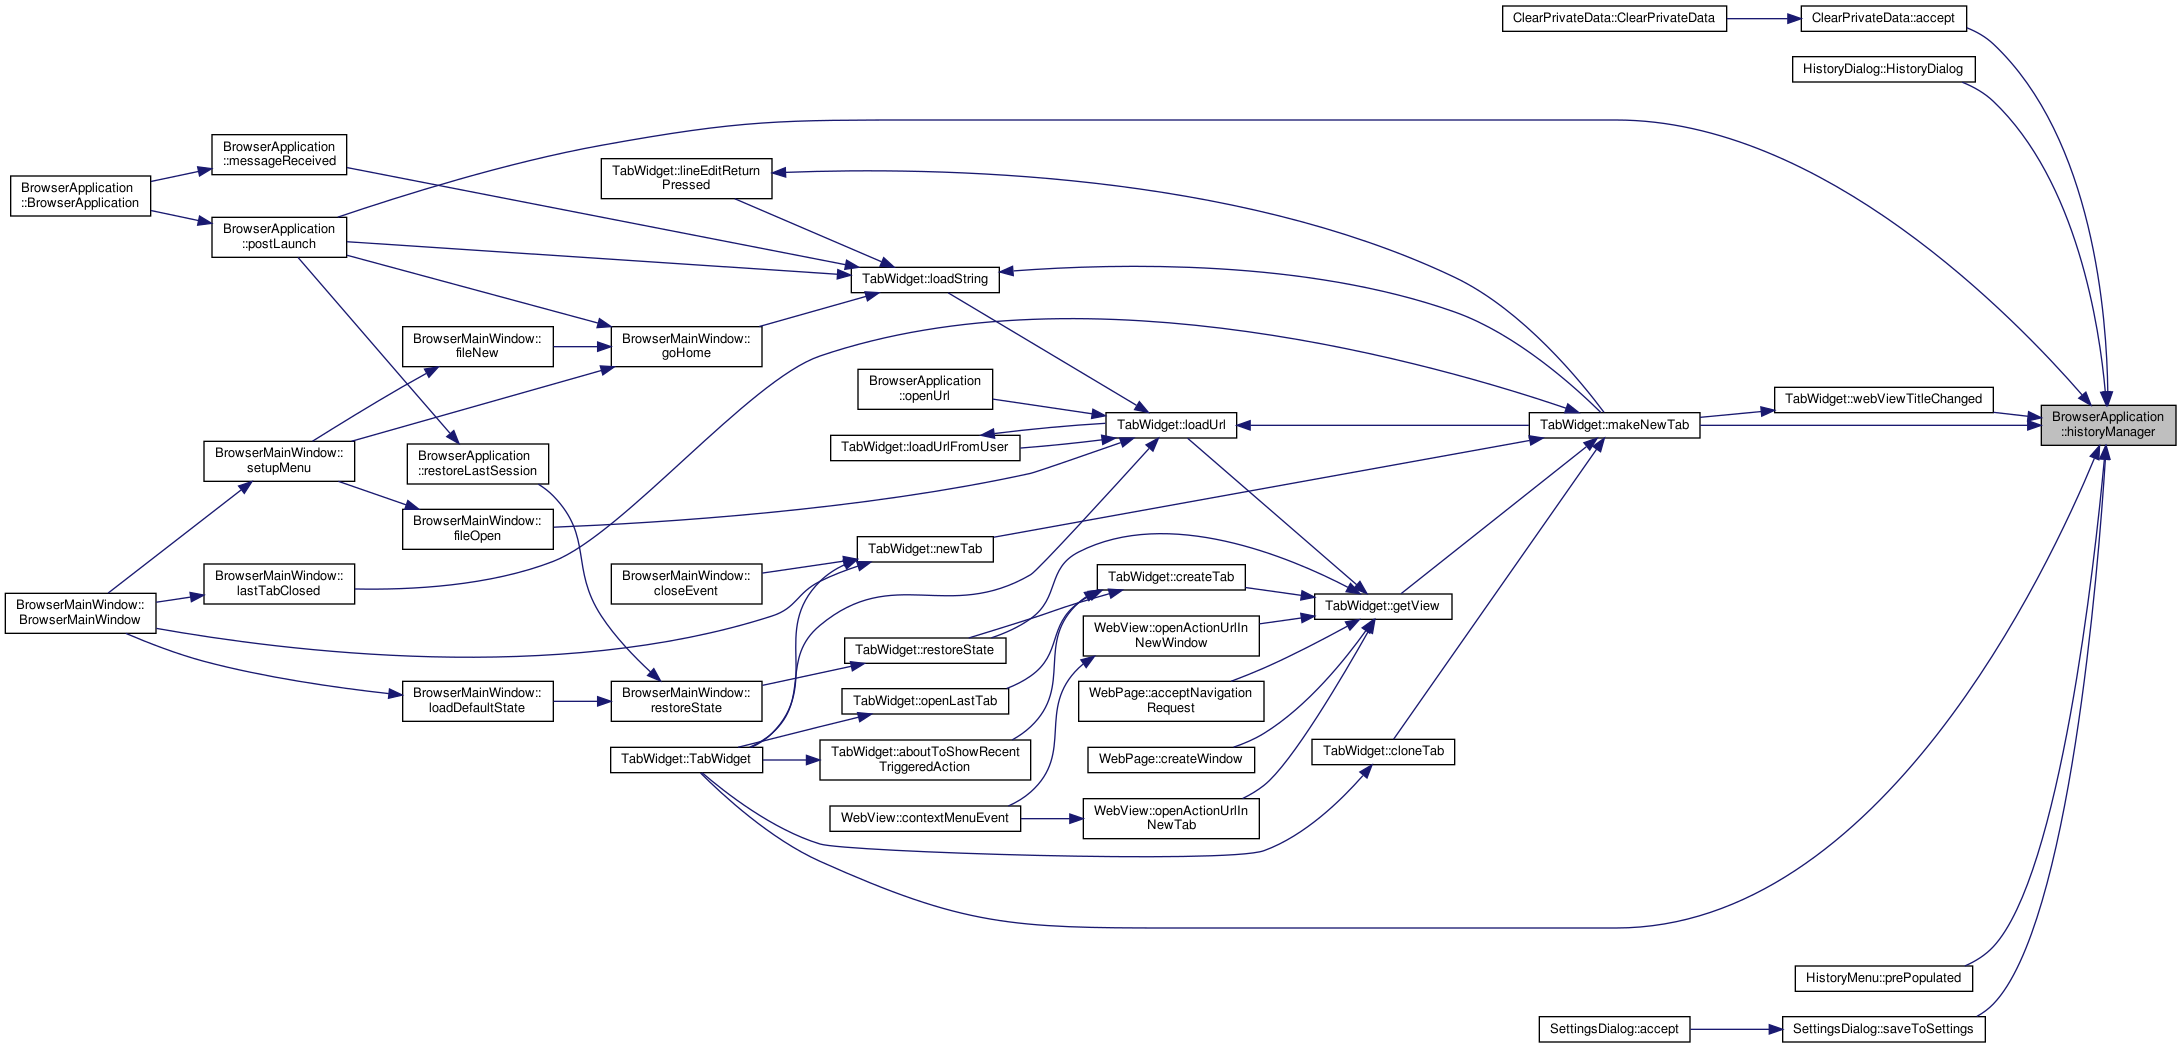 ClearPrivateData::ClearPrivateData
ClearPrivateData::accept
HistoryDialog::HistoryDialog
BrowserApplication
::messageReceived
BrowserApplication
::BrowserApplication
TabWidget::lineEditReturn
Pressed
BrowserApplication
::postLaunch
TabWidget::loadString
BrowserMainWindow::
fileNew
BrowserMainWindow::
goHome
BrowserApplication
::openUrl
TabWidget::webViewTitleChanged
BrowserApplication
::historyManager
TabWidget::loadUrl
TabWidget::makeNewTab
TabWidget::loadUrlFromUser
BrowserMainWindow::
setupMenu
BrowserApplication
::restoreLastSession
BrowserMainWindow::
fileOpen
TabWidget::newTab
BrowserMainWindow::
lastTabClosed
BrowserMainWindow::
closeEvent
TabWidget::createTab
TabWidget::getView
BrowserMainWindow::
BrowserMainWindow
WebView::openActionUrlIn
NewWindow
TabWidget::restoreState
BrowserMainWindow::
loadDefaultState
BrowserMainWindow::
restoreState
TabWidget::openLastTab
WebPage::acceptNavigation
Request
TabWidget::TabWidget
TabWidget::aboutToShowRecent
TriggeredAction
WebPage::createWindow
TabWidget::cloneTab
WebView::contextMenuEvent
WebView::openActionUrlIn
NewTab
HistoryMenu::prePopulated
SettingsDialog::accept
SettingsDialog::saveToSettings